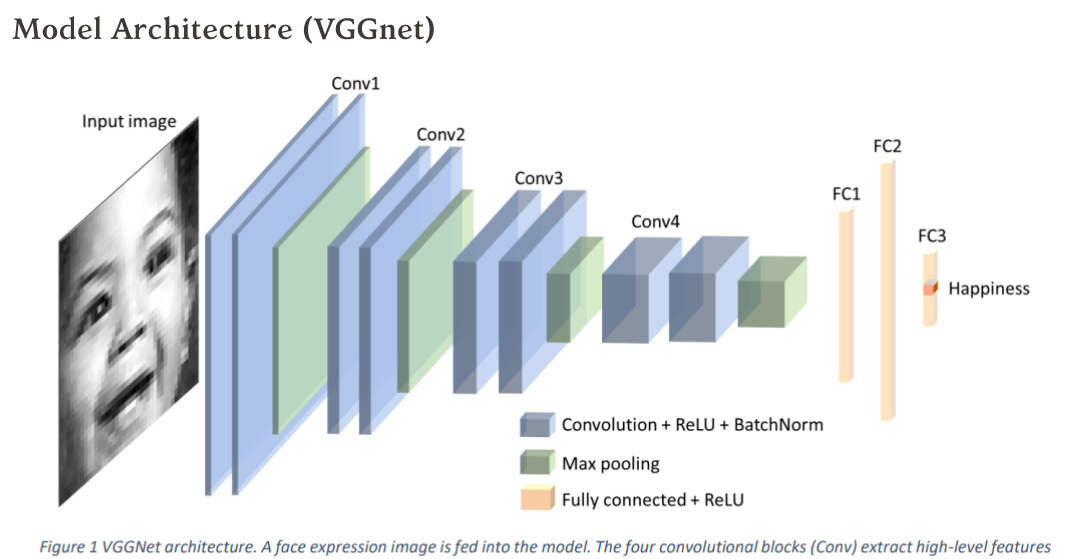 Model Architecture (VGGnet)
Conv1
Input image
Conv2
Conv3
Conv4
FC1
FC2
FC3
Happiness
Convolution + ReLU + BatchNorm
Max pooling
Fully connected + ReLU
Figure 1 VGGNet architecture. A face expression image is fed into the model. The four convolutional blocks (Conv) extract high-level features